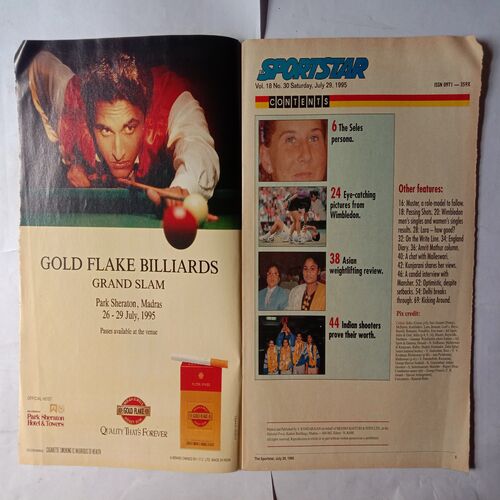 GOLD FLAKE BILLIARDS
GRAND SLAM
Park Sheraton, Madras
26 - 29 July, 1995
Passes available at the venue
OFFICIAL HOST
Park Sheraton
Hotel & Towers
GOLD FLAKE
QUALITY THAT'S FOREVER
GOLD FLAKE
CIGARETTE SMOKING IS INJURIOUS TO HEALTH
SPORTSTAR
Vol. 18 No. 30 Saturday, July 29, 1995
ISSN 0971 — 359X
CONTENTS
6 The Seles
persona.
24 Eye-catching
pictures from
Wimbledon.
38 Asian
weightlifting review.
44 Indian shooters
prove their worth.
Other features:
16: Master, a role-model to follow.
18: Passing Shots. 20: Wimbledon
men's singles and women's singles
results. 28: Lara — how good?
32: On the Write Line. 34: England
Diary. 36: Amrit Mathur column.
40: A chat with Malleswari.
42: Kunjarani shares her views.
46: A candid interview with
Mansher. 52: Optimistic, despite
setbacks. 54: Delhi breaks
through. 69: Kicking Around.
Pix credit:
The Sportstar, July 29, 1995